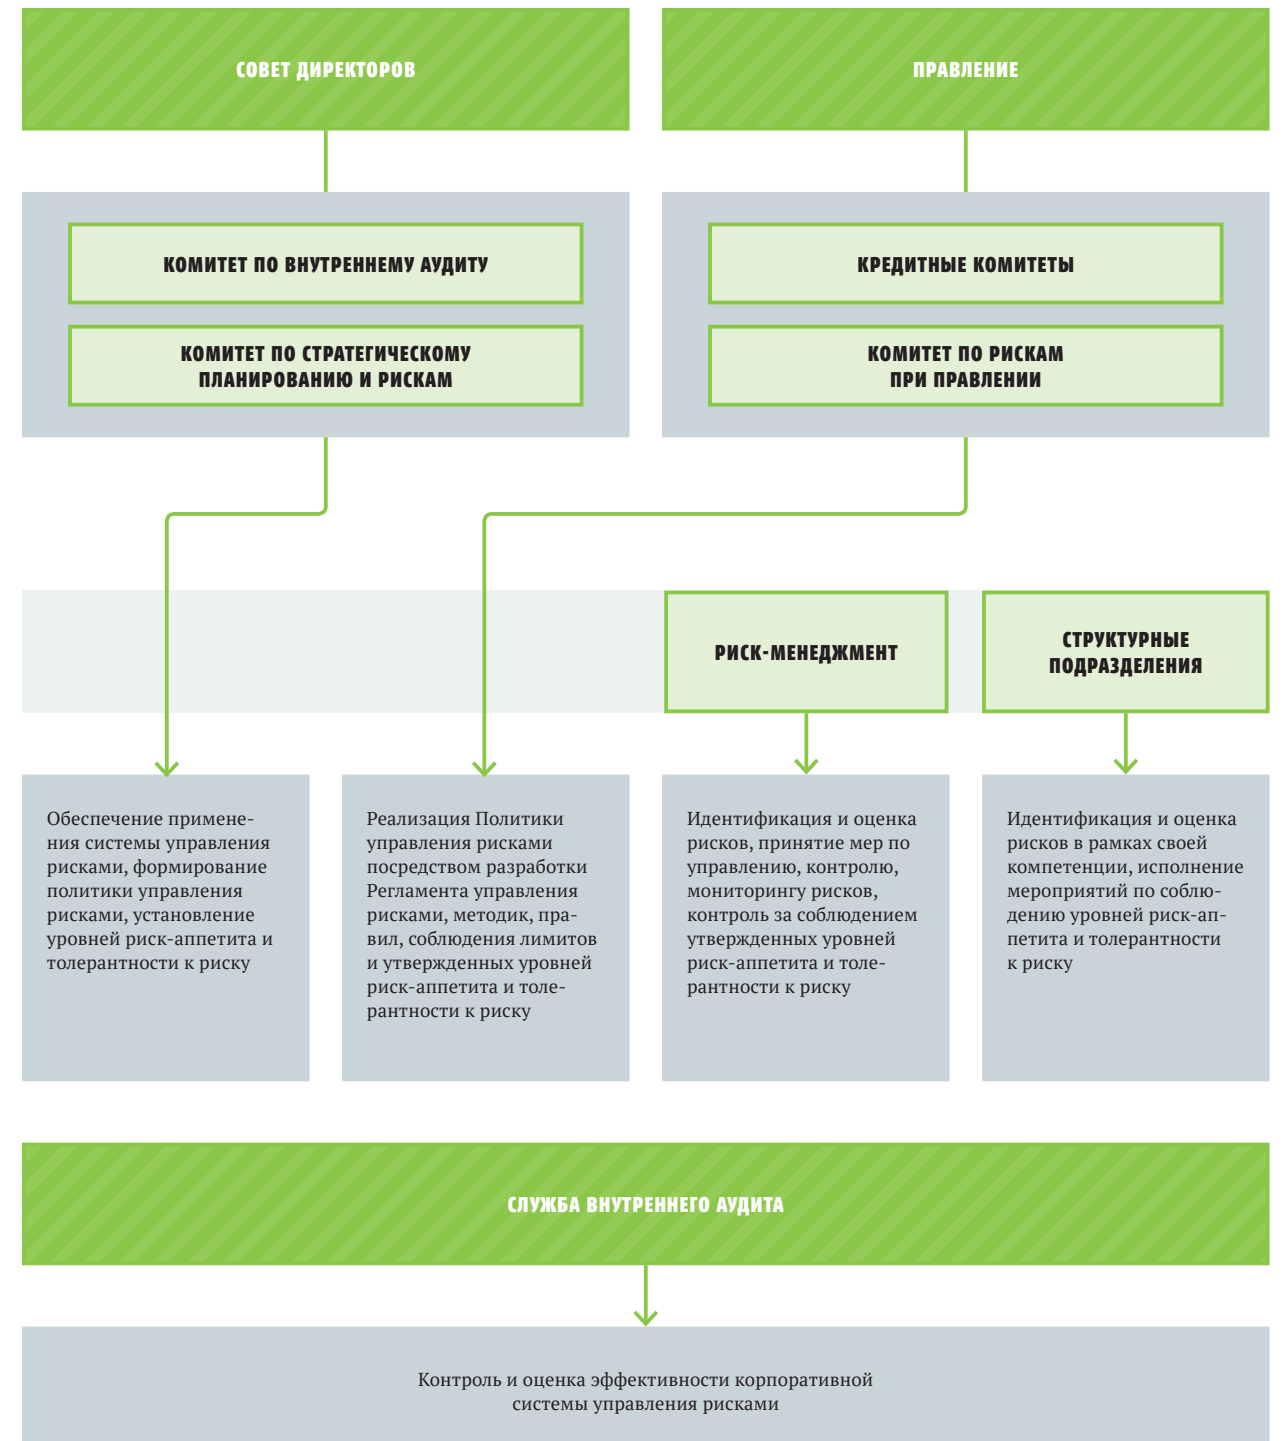 СОВЕТ ДИРЕКТОРОВ
ПРАВЛЕНИЕ
КОМИТЕТ ПО ВНУТРЕННЕМУ АУДИТУ
КОМИТЕТ ПО СТРАТЕГИЧЕСКОМУ
ПЛАНИРОВАНИЮ И РИСКАМ
КРЕДИТНЫЕ КОМИТЕТЫ
КОМИТЕТ ПО РИСКАМ
ПРИ ПРАВЛЕНИИ
РИСК-МЕНЕДЖМЕНТ
СТРУКТУРНЫЕ
ПОДРАЗДЕЛЕНИЯ
Обеспечение примене-
ния системы управления
рисками, формирование
политики управления
рисками, установление
уровней риск-аппетита и
толерантности к риску
Реализация Политики
управления рисками
посредством разработки
Регламента управления
рисками, методик, пра-
вил, соблюдения лимитов
и утвержденных уровней
риск-аппетита и толе-
рантности к риску
Идентификация и оценка
рисков, принятие мер по
управлению, контролю,
мониторингу рисков,
контроль за соблюдением
утвержденных уровней
риск-аппетита и толе-
рантности к риску
Идентификация и оценка
рисков в рамках своей
компетенции, исполнение
мероприятий по соблю-
дению уровней риск-ап-
петита и толерантности
к риску
СЛУЖБА ВНУТРЕННЕГО АУДИТА
Контроль и оценка эффективности корпоративной
системы управления рисками